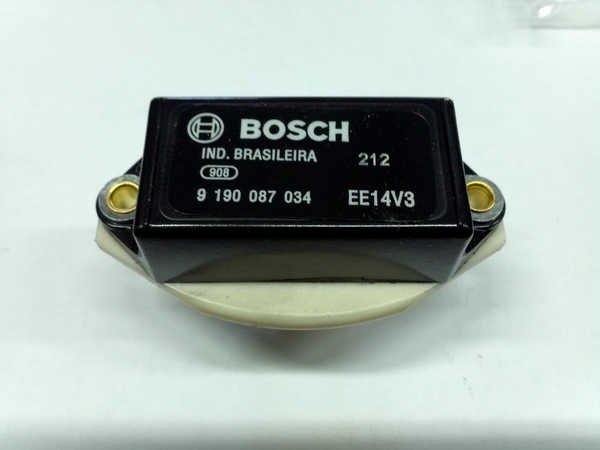 BOSCH
IND. BRASILEIRA 212
908
9 190 087 034 EE14V3